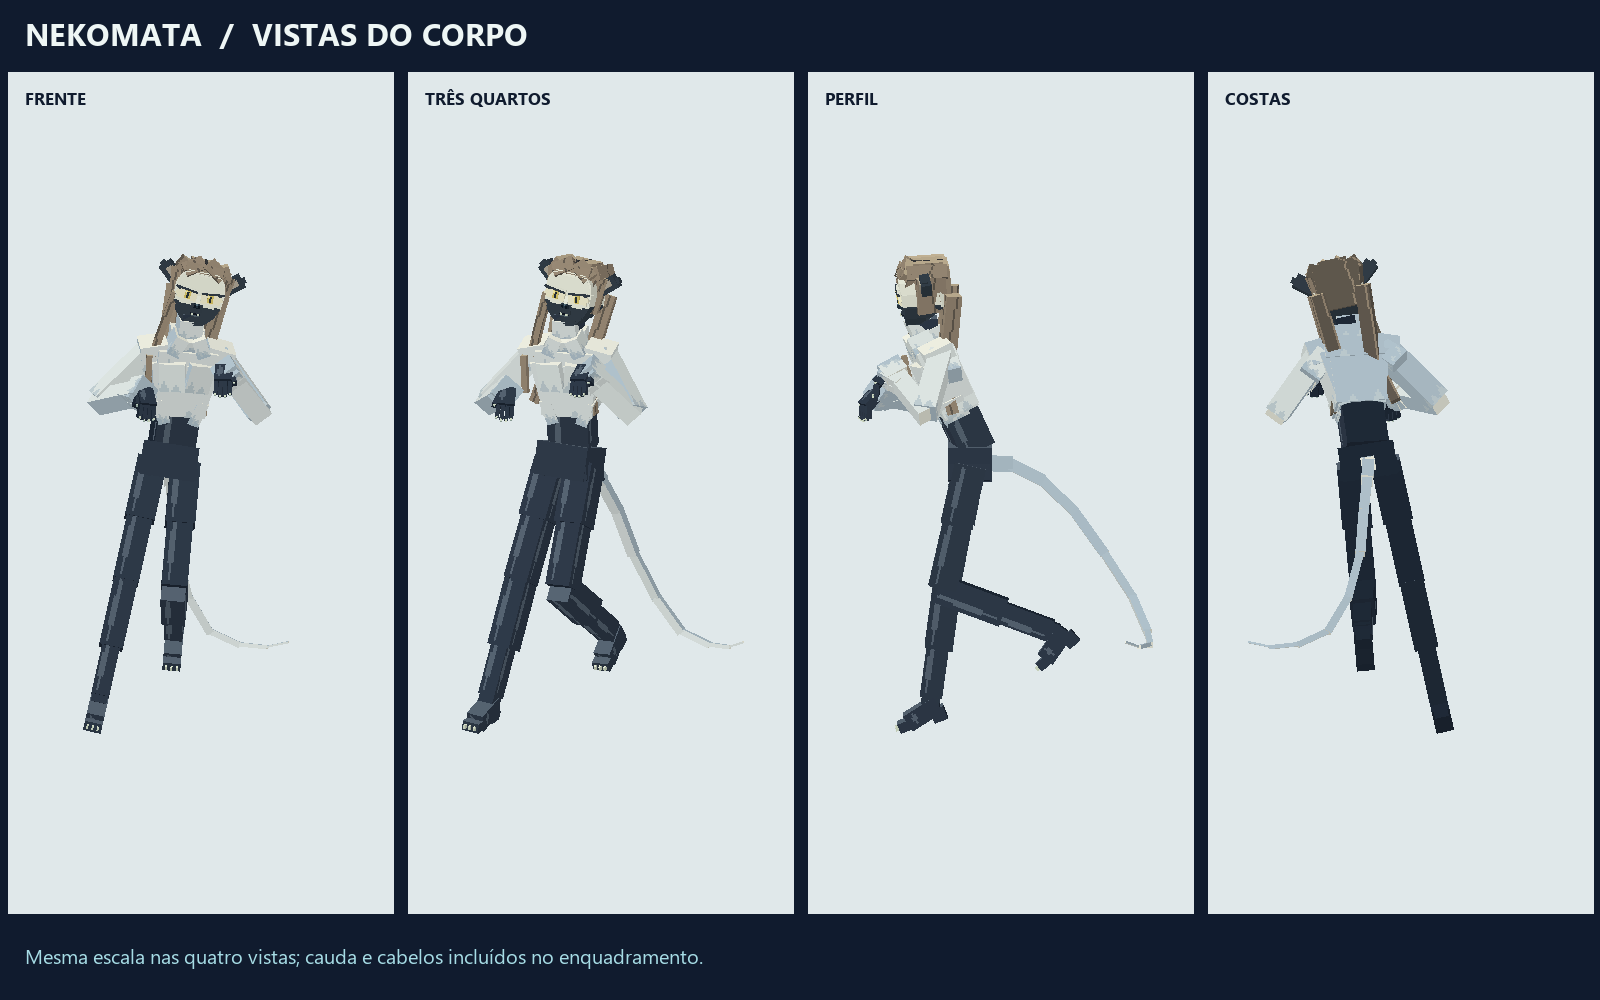 NEKOMATA / VISTAS DO CORPO
FRENTE
TRÊS QUARTOS
PERFIL
COSTAS
Mesma escala nas quatro vistas; cauda e cabelos incluídos no enquadramento.